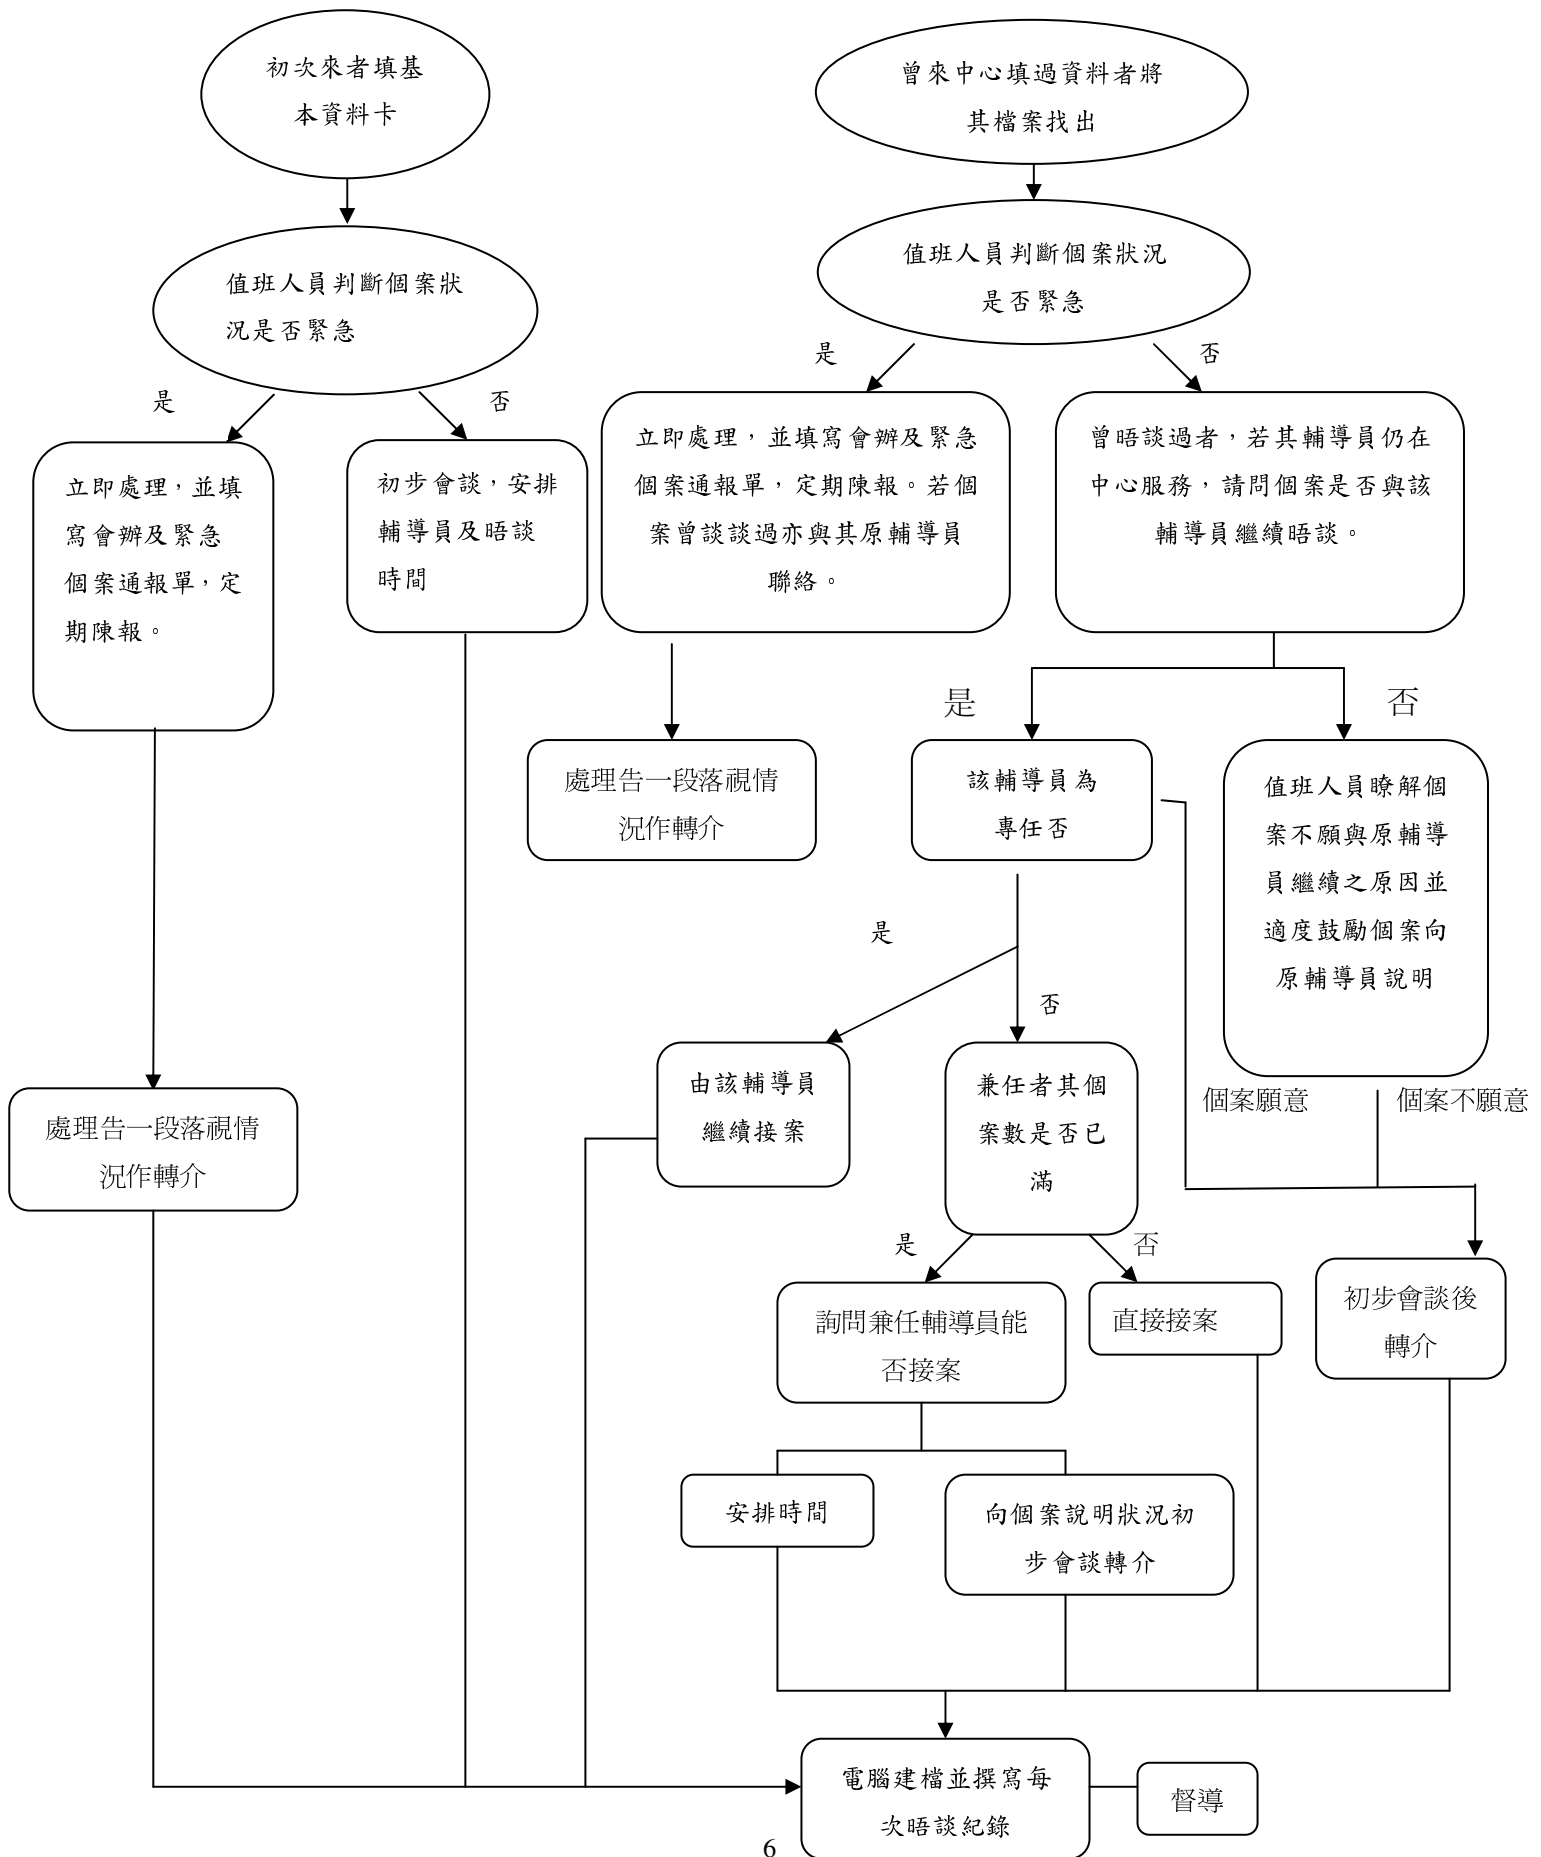 初次來者填基
本資料卡
曾來中心填過資料者將
其檔案找出
值班人員判斷個案狀
況是否緊急
值班人員判斷個案狀況
是否緊急
是
否
是
否
立即處理，並填
寫會辦及緊急
個案通報單，定
期陳報。
初步會談，安排
輔導員及晤談
時間
立即處理，並填寫會辦及緊急
個案通報單，定期陳報。若個
案曾談談過亦與其原輔導員
聯絡。
曾晤談過者，若其輔導員仍在
中心服務，請問個案是否與該
輔導員繼續晤談。
是
否
處理告一段落視情
況作轉介
該輔導員為
專任否
值班人員瞭解個
案不願與原輔導
員繼續之原因並
適度鼓勵個案向
原輔導員說明
是
否
由該輔導員
繼續接案
兼任者其個
案數是否已
滿
個案願意
個案不願意
處理告一段落視情
況作轉介
是
否
詢問兼任輔導員能
否接案
直接接案
初步會談後
轉介
安排時間
向個案說明狀況初
步會談轉介
電腦建檔並撰寫每
次晤談紀錄
督導
6